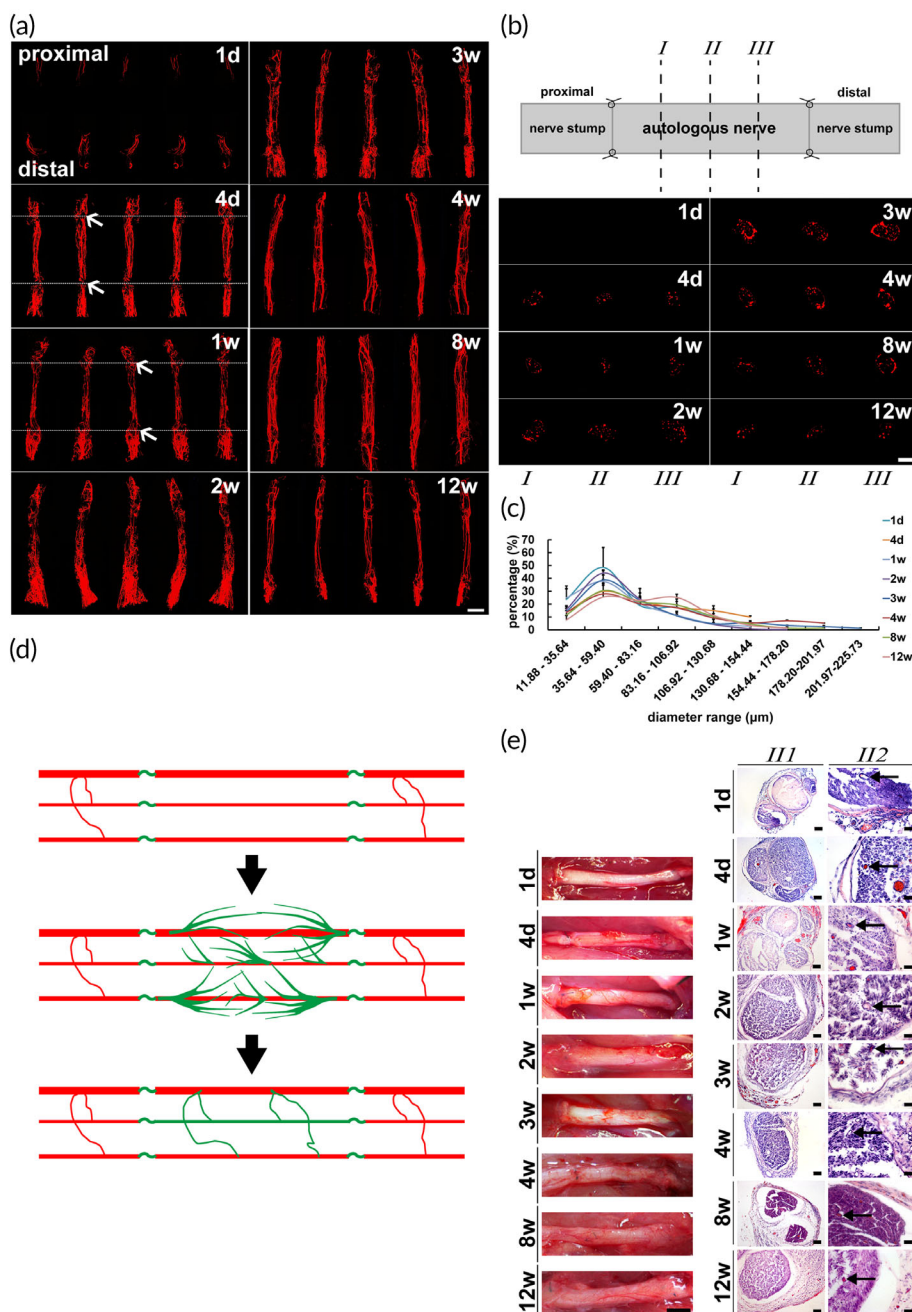 (a)
proximal
1d
distal
3w
4d
4w
1w
8w
2w
12w
(b)
I II III
proximal
distal
nerve stump
autologous nerve
nerve stump
1d
3w
4d
4w
1w
8w
2w
12w
I II III I II III
(c)
percentage (%)
70
60
50
40
30
20
10
0
11.88 - 35.64
35.64 - 59.40
59.40 - 83.16
83.16 - 106.92
106.92 - 130.68
130.68 - 154.44
154.44 - 178.20
178.20-201.97
201.97-225.73
diameter range (µm)
1d
4d
1w
2w
3w
4w
8w
12w
(d)
(e)
1d
4d
1w
2w
3w
4w
8w
12w
II1 II2
1d
4d
1w
2w
3w
4w
8w
12w